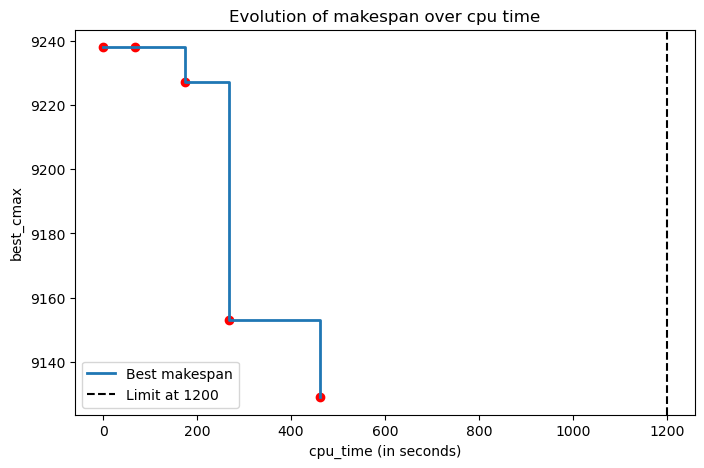 Evolution of makespan over cpu time
best_cmax
9240
9220
9200
9180
9160
9140
Best makespan
Limit at 1200
0
200
400
600
800
1000
1200
cpu_time (in seconds)